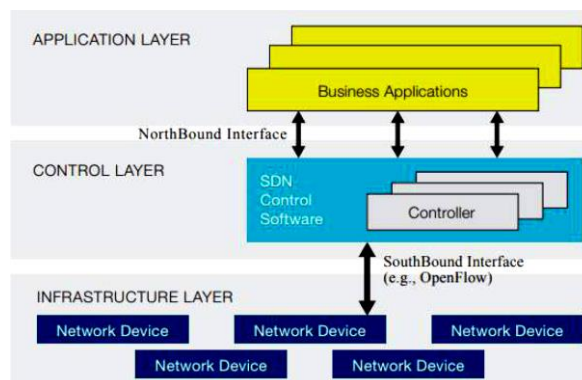 APPLICATION LAYER
Business Applications
NorthBound Interface
CONTROL LAYER
SDN
Control
Software
Controller
SouthBound Interface
(e.g., OpenFlow)
INFRASTRUCTURE LAYER
Network Device
Network Device
Network Device
Network Device
Network Device